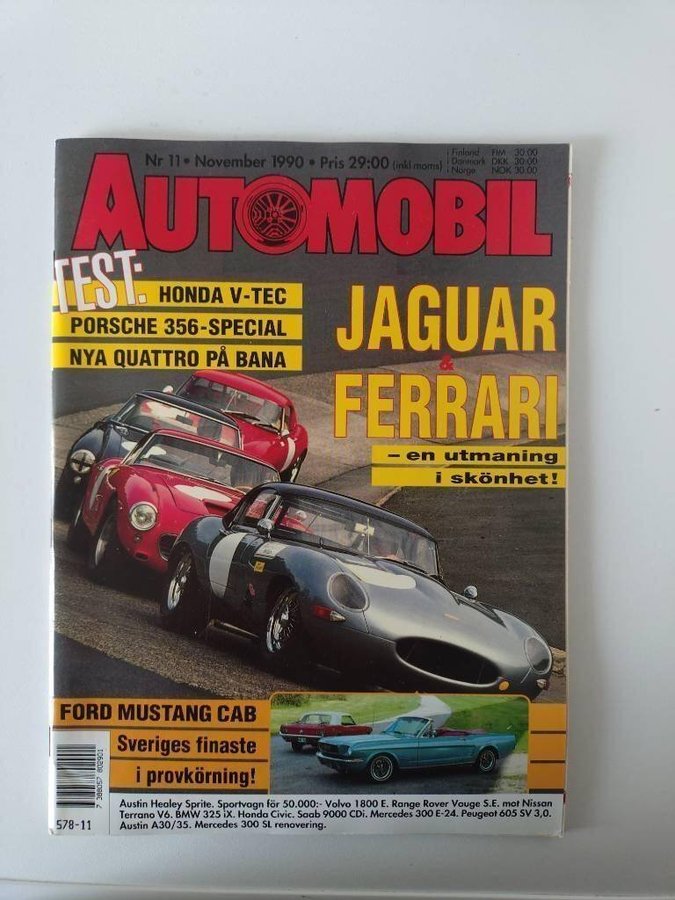 Nr 11 • November 1990 • Pris 29:00 (inkl moms)
i Finland FIM 30:00
i Danmark DKK 30:00
i Norge NOK 30:00
AUTOMOBIL
TEST:
HONDA V-TEC
PORSCHE 356-SPECIAL
NYA QUATTRO PÅ BANA
JAGUAR
&
FERRARI
– en utmaning
i skönhet!
FORD MUSTANG CAB
Sveriges finaste
i provkörning!
7 388057 802901
578-11
Austin Healey Sprite. Sportvagn för 50.000:- Volvo 1800 E. Range Rover Vouge S.E. mot Nissan
Terrano V6. BMW 325 iX. Honda Civic. Saab 9000 CDi. Mercedes 300 E-24. Peugeot 605 SV 3,0.
Austin A30/35. Mercedes 300 SL renovering.